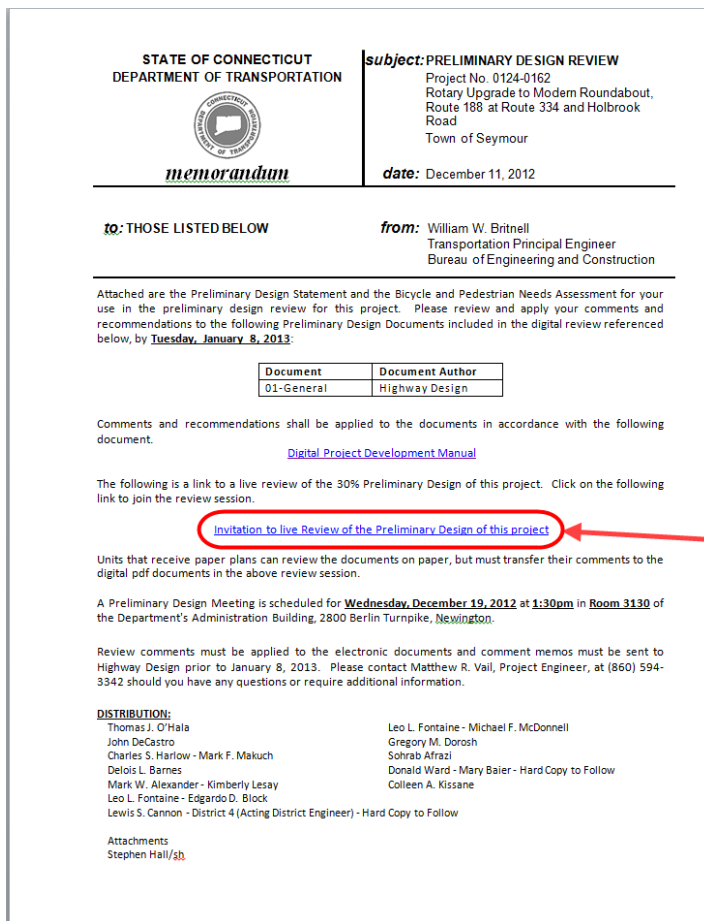 STATE OF CONNECTICUT
DEPARTMENT OF TRANSPORTATION
CONNECTICUT
DEPARTMENT OF TRANSPORTATION
memorandum
subject: PRELIMINARY DESIGN REVIEW
Project No. 0124-0162
Rotary Upgrade to Modern Roundabout,
Route 188 at Route 334 and Holbrook
Road
Town of Seymour
date: December 11, 2012
to: THOSE LISTED BELOW
from: William W. Britnell
Transportation Principal Engineer
Bureau of Engineering and Construction
Attached are the Preliminary Design Statement and the Bicycle and Pedestrian Needs Assessment for your
use in the preliminary design review for this project. Please review and apply your comments and
recommendations to the following Preliminary Design Documents included in the digital review referenced
below, by Tuesday, January 8, 2013:
Document Document Author
01-General Highway Design
Comments and recommendations shall be applied to the documents in accordance with the following
document.
Digital Project Development Manual
The following is a link to a live review of the 30% Preliminary Design of this project. Click on the following
link to join the review session.
Invitation to live Review of the Preliminary Design of this project
Units that receive paper plans can review the documents on paper, but must transfer their comments to the
digital pdf documents in the above review session.
A Preliminary Design Meeting is scheduled for Wednesday, December 19, 2012 at 1:30pm in Room 3130 of
the Department's Administration Building, 2800 Berlin Turnpike, Newington.
Review comments must be applied to the electronic documents and comment memos must be sent to
Highway Design prior to January 8, 2013. Please contact Matthew R. Vail, Project Engineer, at (860) 594-
3342 should you have any questions or require additional information.
DISTRIBUTION:
Thomas J. O'Hala
John DeCastro
Charles S. Harlow - Mark F. Makuch
Delois L. Barnes
Mark W. Alexander - Kimberly Lesay
Leo L. Fontaine - Edgardo D. Block
Lewis S. Cannon - District 4 (Acting District Engineer) - Hard Copy to Follow
Leo L. Fontaine - Michael F. McDonnell
Gregory M. Dorosh
Sohrab Afrazi
Donald Ward - Mary Baier - Hard Copy to Follow
Colleen A. Kissane
Attachments
Stephen Hall/sh